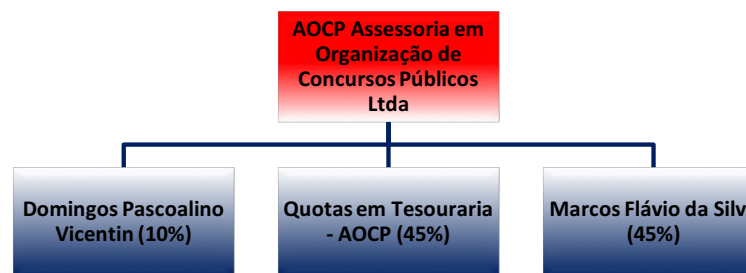 AOCP Assessoria em
Organização de
Concursos Públicos
Ltda
Domingos Pascoalino
Vicentin (10%)
Quotas em Tesouraria
- AOCP (45%)
Marcos Flávio da Silv
(45%)